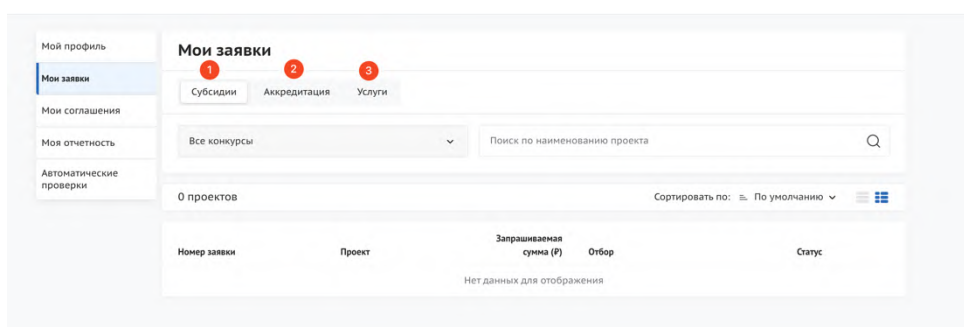 Мой профиль
Мои заявки
Мои соглашения
Моя отчетность
Автоматические
проверки
Мои заявки
1 2 3
Субсидии Аккредитация Услуги
Все конкурсы Поиск по наименованию проекта
0 проектов Сортировать по: По умолчанию
Номер заявки Проект Запрашиваемая
сумма (₽) Отбор Статус
Нет данных для отображения